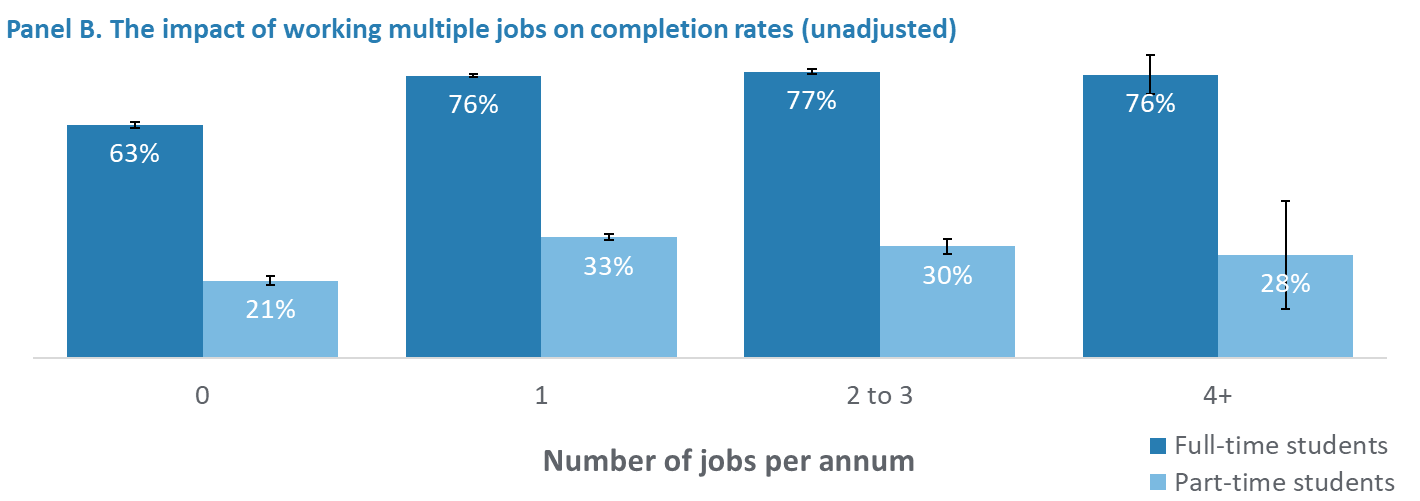 Panel B. The impact of working multiple jobs on completion rates (unadjusted)
63%
21%
76%
33%
77%
30%
76%
28%
0
1
2 to 3
4+
Number of jobs per annum
Full-time students
Part-time students